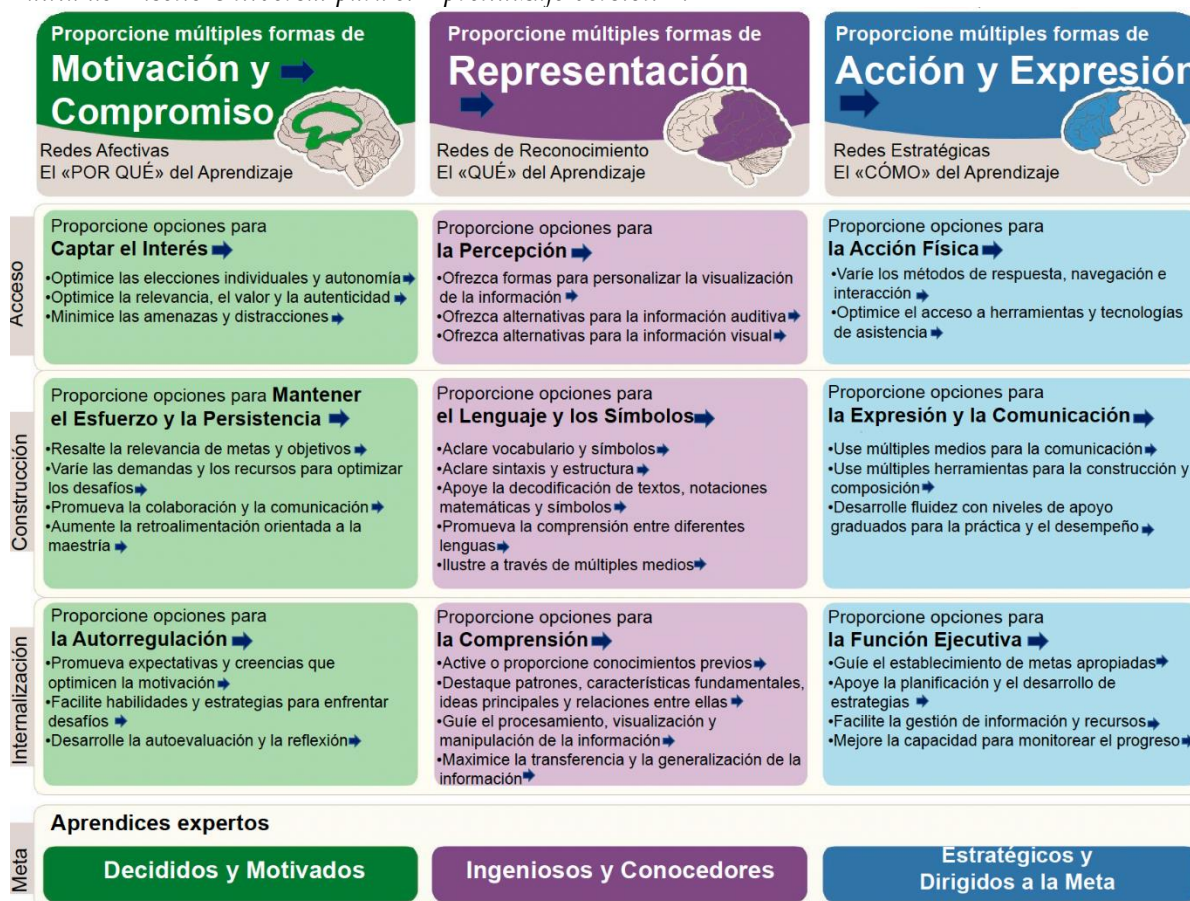 Proporcione múltiples formas de
Motivación y
Compromiso
Redes Afectivas
El «POR QUÉ» del Aprendizaje
Proporcione múltiples formas de
Representación
Redes de Reconocimiento
El «QUÉ» del Aprendizaje
Proporcione múltiples formas de
Acción y Expresión
Redes Estratégicas
El «CÓMO» del Aprendizaje
Acceso
Proporcione opciones para
Captar el Interés
•Optimice las elecciones individuales y autonomía
•Optimice la relevancia, el valor y la autenticidad
•Minimice las amenazas y distracciones
Proporcione opciones para
la Percepción
•Ofrezca formas para personalizar la visualización
de la información
•Ofrezca alternativas para la información auditiva
•Ofrezca alternativas para la información visual
Proporcione opciones para
la Acción Física
•Varíe los métodos de respuesta, navegación e
interacción
•Optimice el acceso a herramientas y tecnologías
de asistencia
Construcción
Proporcione opciones para Mantener
el Esfuerzo y la Persistencia
•Resalte la relevancia de metas y objetivos
•Varíe las demandas y los recursos para optimizar
los desafíos
•Promueva la colaboración y la comunicación
•Aumente la retroalimentación orientada a la
maestría
Proporcione opciones para
el Lenguaje y los Símbolos
•Aclare vocabulario y símbolos
•Aclare sintaxis y estructura
•Apoye la decodificación de textos, notaciones
matemáticas y símbolos
•Promueva la comprensión entre diferentes
lenguas
•Ilustre a través de múltiples medios
Proporcione opciones para
la Expresión y la Comunicación
•Use múltiples medios para la comunicación
•Use múltiples herramientas para la construcción y
composición
•Desarrolle fluidez con niveles de apoyo
graduados para la práctica y el desempeño
Internalización
Proporcione opciones para
la Autorregulación
•Promueva expectativas y creencias que
optimicen la motivación
•Facilite habilidades y estrategias para enfrentar
desafíos
•Desarrolle la autoevaluación y la reflexión
Proporcione opciones para
la Comprensión
•Active o proporcione conocimientos previos
•Destaque patrones, características fundamentales,
ideas principales y relaciones entre ellas
•Guíe el procesamiento, visualización y
manipulación de la información
•Maximice la transferencia y la generalización de la
información
Proporcione opciones para
la Función Ejecutiva
•Guíe el establecimiento de metas apropiadas
•Apoye la planificación y el desarrollo de
estrategias
•Facilite la gestión de información y recursos
•Mejore la capacidad para monitorear el progreso
Meta
Aprendices expertos
Decididos y Motivados
Ingeniosos y Conocedores
Estratégicos y
Dirigidos a la Meta